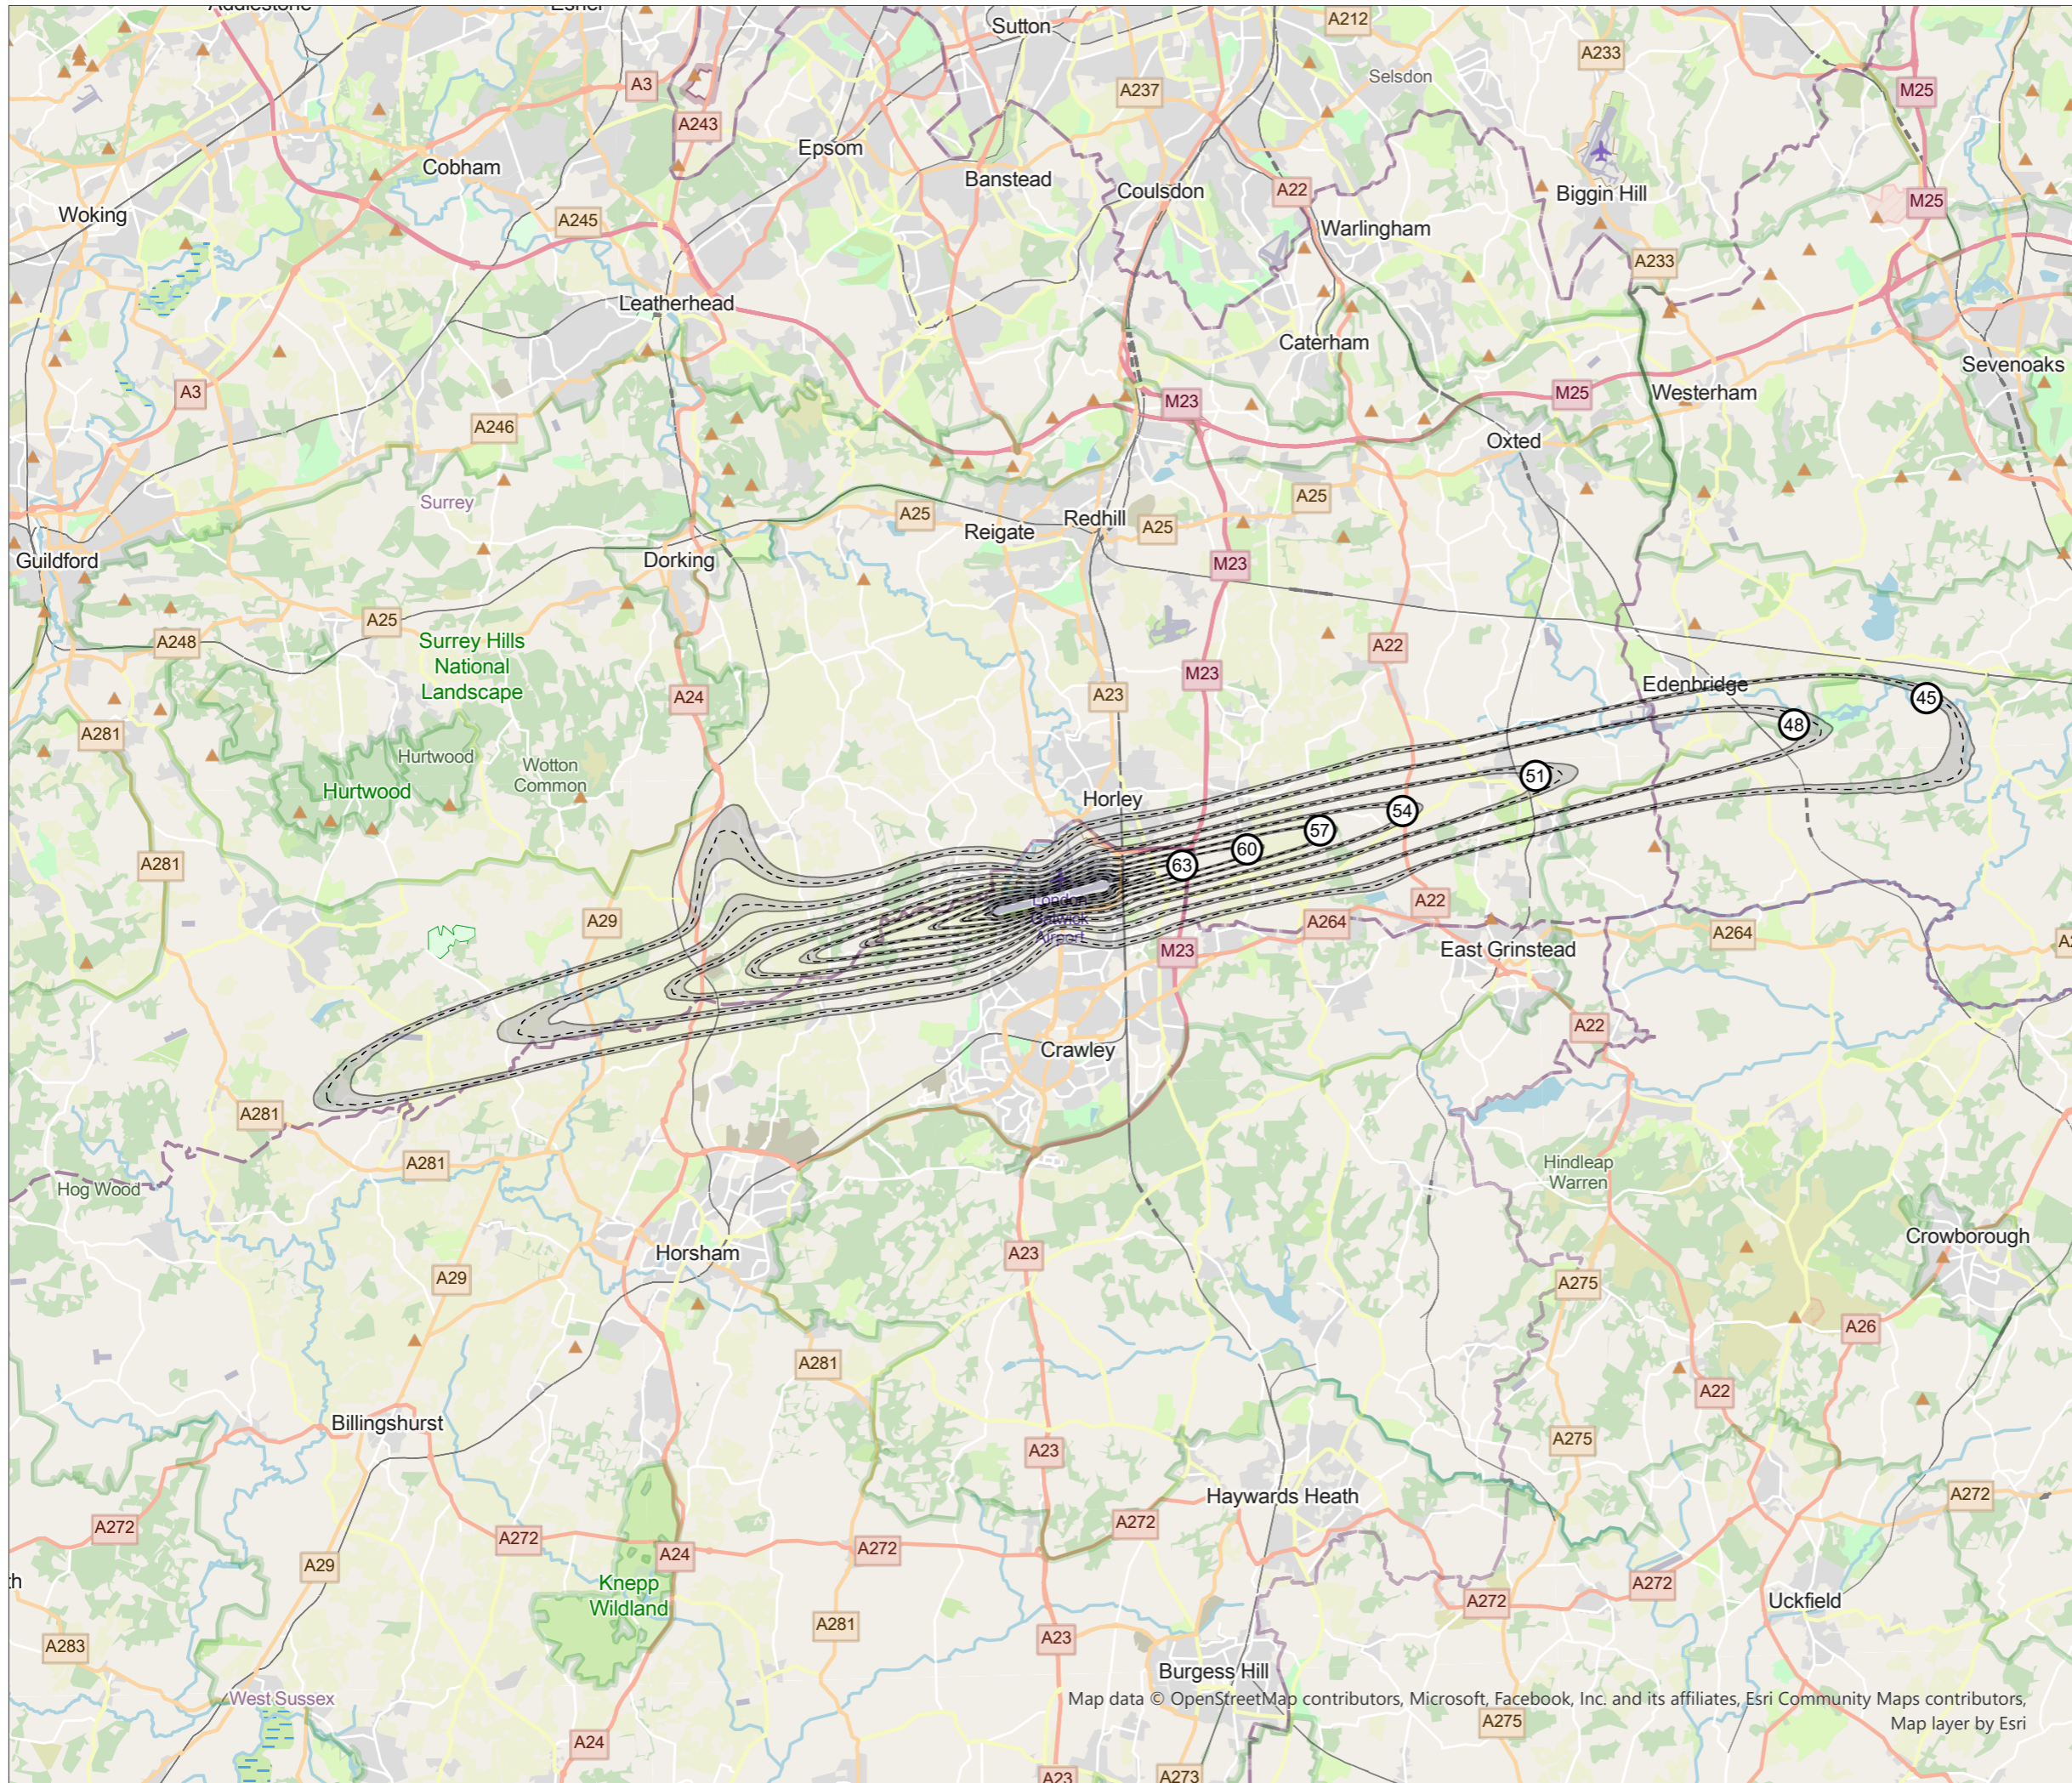 Sutton
A212
A233
Selsdon
A3
A237
M25
A243
Epsom
Cobham
Banstead
Coulsdon
A22
Biggin Hill
M25
Woking
A245
Warlingham
A233
Leatherhead
Caterham
Sevenoaks
A3
M23
M25
Westerham
A246
Oxted
Surrey
A25
A25
A25
Reigate
Redhill
Guildford
Dorking
M23
A25
A248
Surrey Hills
National
Landscape
A22
M23
A24
A23
Edenbridge
45
48
A281
Hurtwood
Wotton
Common
Hurtwood
51
Horley
54
57
60
63
A281
London
Gatwick
Airport
A29
A22
A264
A264
M23
East Grinstead
A22
Crawley
A281
A281
Hindleap
Warren
Hog Wood
Crowborough
Horsham
A23
A29
A275
A26
A281
A22
Billingshurst
A275
A23
Haywards Heath
A272
A272
A272
A272
A272
A24
A29
Knepp
Wildland
A272
A272
Uckfield
A281
A23
A283
Burgess Hill
West Sussex
Map data © OpenStreetMap contributors, Microsoft, Facebook, Inc. and its affiliates, Esri Community Maps contributors,
Map layer by Esri
A275
A24
A23
A273